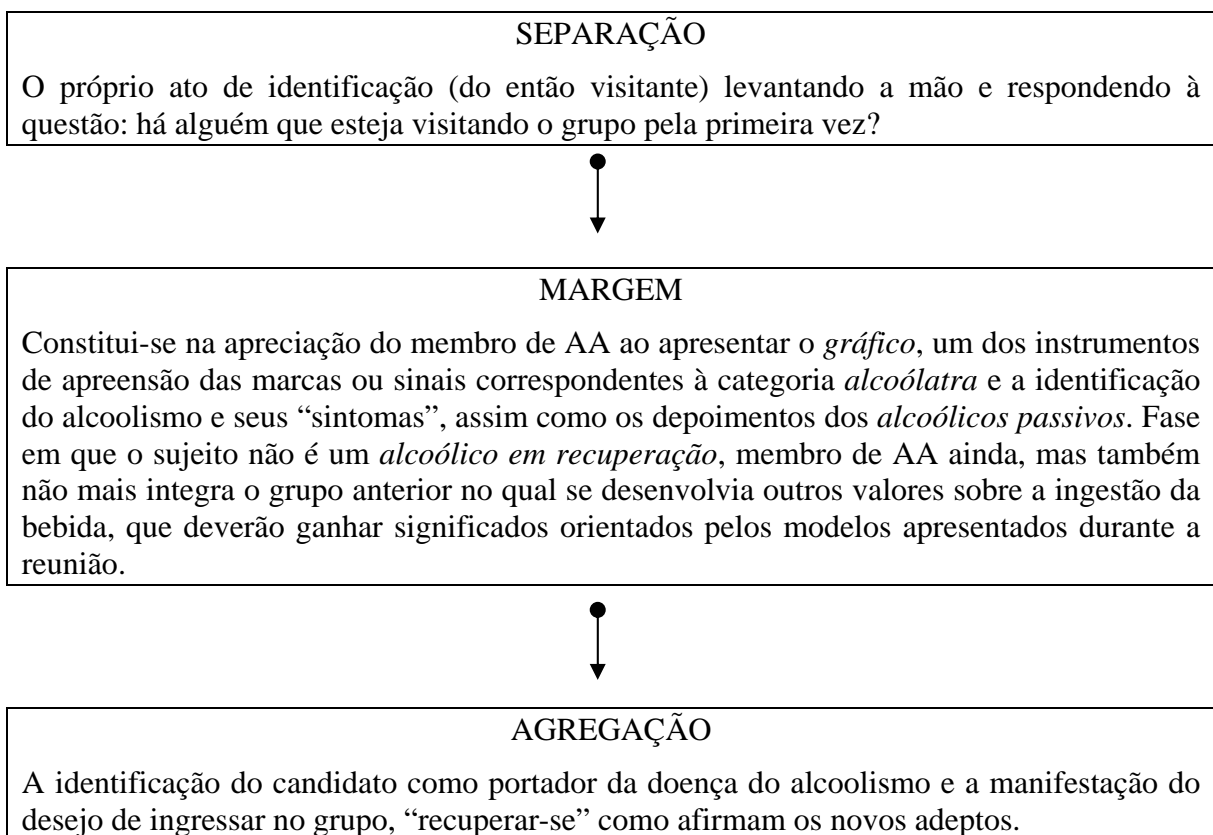 SEPARAÇÃO
O próprio ato de identificação (do então visitante) levantando a mão e respondendo à
questão: há alguém que esteja visitando o grupo pela primeira vez?
MARGEM
Constitui-se na apreciação do membro de AA ao apresentar o gráfico, um dos instrumentos
de apreensão das marcas ou sinais correspondentes à categoria alcoólatra e a identificação
do alcoolismo e seus “sintomas”, assim como os depoimentos dos alcoólicos passivos. Fase
em que o sujeito não é um alcoólico em recuperação, membro de AA ainda, mas também
não mais integra o grupo anterior no qual se desenvolvia outros valores sobre a ingestão da
bebida, que deverão ganhar significados orientados pelos modelos apresentados durante a
reunião.
AGREGAÇÃO
A identificação do candidato como portador da doença do alcoolismo e a manifestação do
desejo de ingressar no grupo, “recuperar-se” como afirmam os novos adeptos.